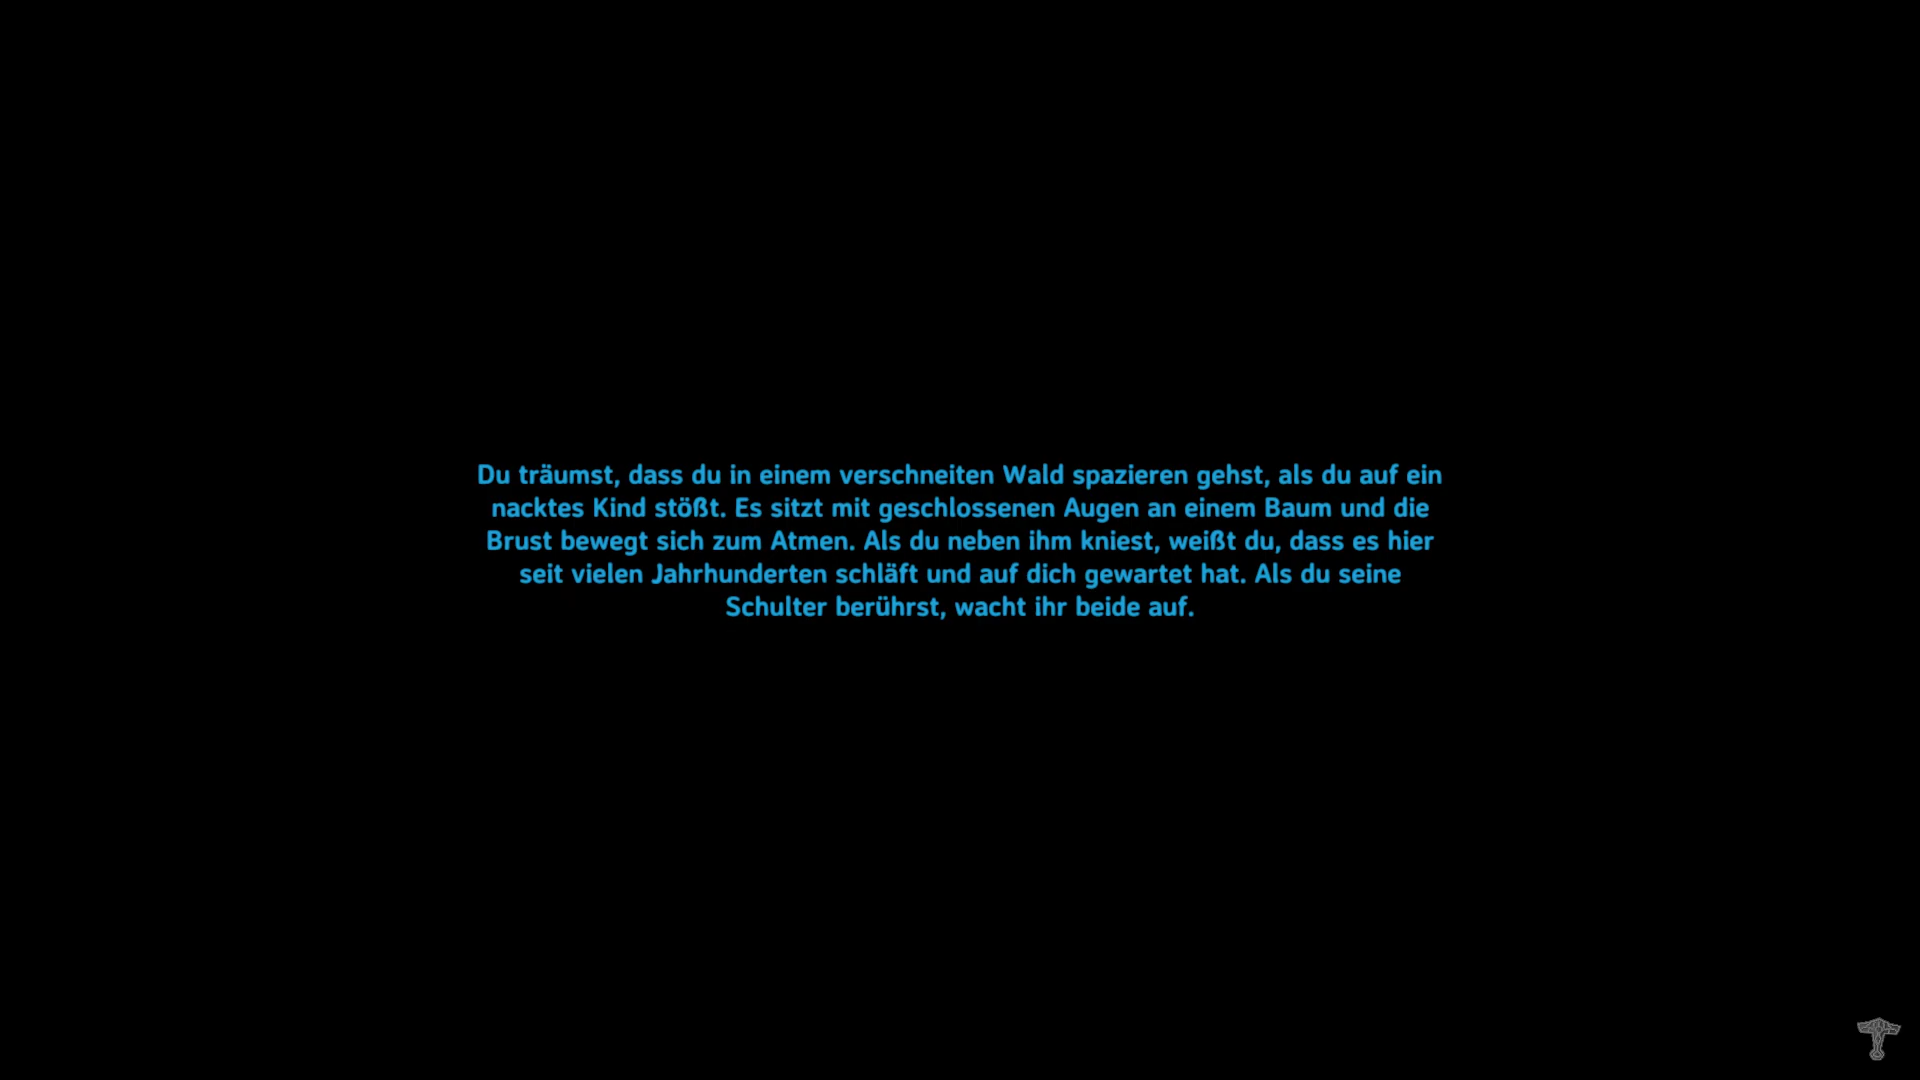 Du träumst, dass du in einem verschneiten Wald spazieren gehst, als du auf ein
nacktes Kind stößt. Es sitzt mit geschlossenen Augen an einem Baum und die
Brust bewegt sich zum Atmen. Als du neben ihm kniest, weißt du, dass es hier
seit vielen Jahrhunderten schläft und auf dich gewartet hat. Als du seine
Schulter berührst, wacht ihr beide auf.